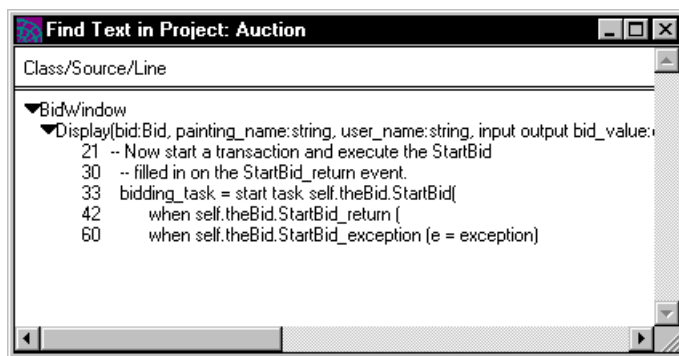 Find Text in Project: Auction
Class/Source/Line
BidWindow
Display(bid:Bid, painting_name:string, user_name:string, input output bid_value:
21 -- Now start a transaction and execute the StartBid
30 -- filled in on the StartBid_return event.
33 bidding_task = start task self.theBid.StartBid(
42 when self.theBid.StartBid_return (
60 when self.theBid.StartBid_exception (e = exception)